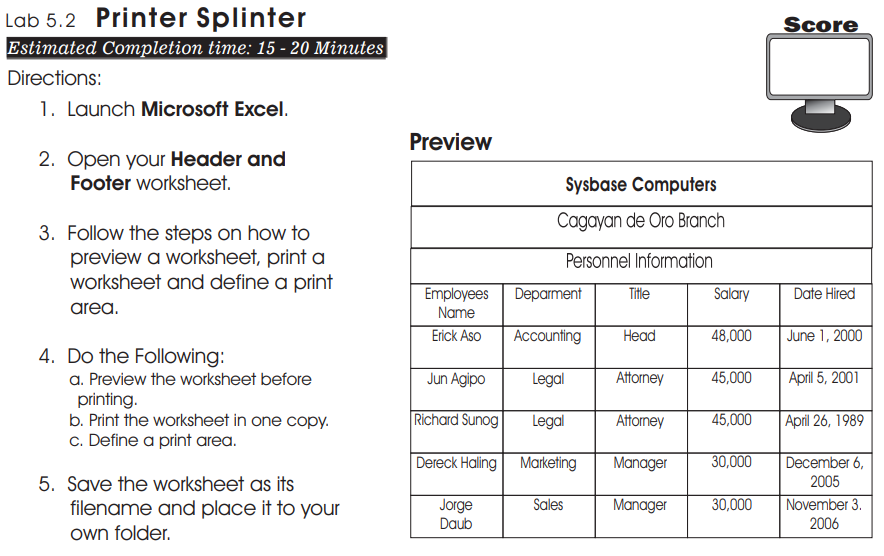 Lab 5.2 Printer Splinter
Estimated Completion time: 15 - 20 Minutes
Score
Directions:
1. Launch Microsoft Excel.
2. Open your Header and
Footer worksheet.
3. Follow the steps on how to
preview a worksheet, print a
worksheet and define a print
area.
4. Do the Following:
a. Preview the worksheet before
printing.
b. Print the worksheet in one copy.
c. Define a print area.
5. Save the worksheet as its
filename and place it to your
own folder.
Preview
Sysbase Computers
Cagayan de Oro Branch
Personnel Information
Employees Deparment Title Salary Date Hired
Name
Erick Aso Accounting Head 48,000 June 1, 2000
Jun Agipo Legal Attorney 45,000 April 5, 2001
Richard Sunog Legal Attorney 45,000 April 26, 1989
Dereck Haling Marketing Manager 30,000 December 6,
2005
Jorge Sales Manager 30,000 November 3.
Daub 2006